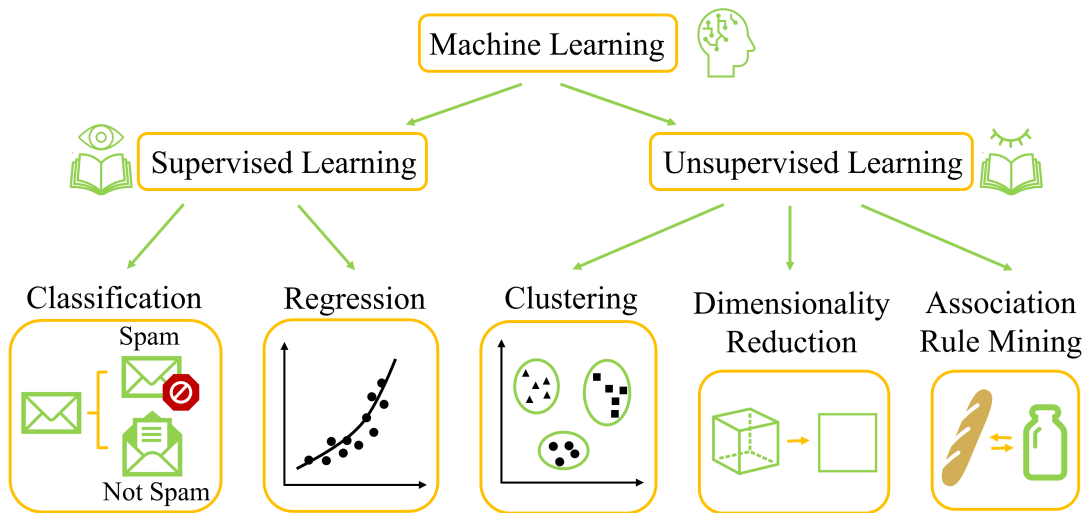 Machine Learning
Supervised Learning
Unsupervised Learning
Classification
Regression
Clustering
Dimensionality
Reduction
Association
Rule Mining
Spam
Not Spam